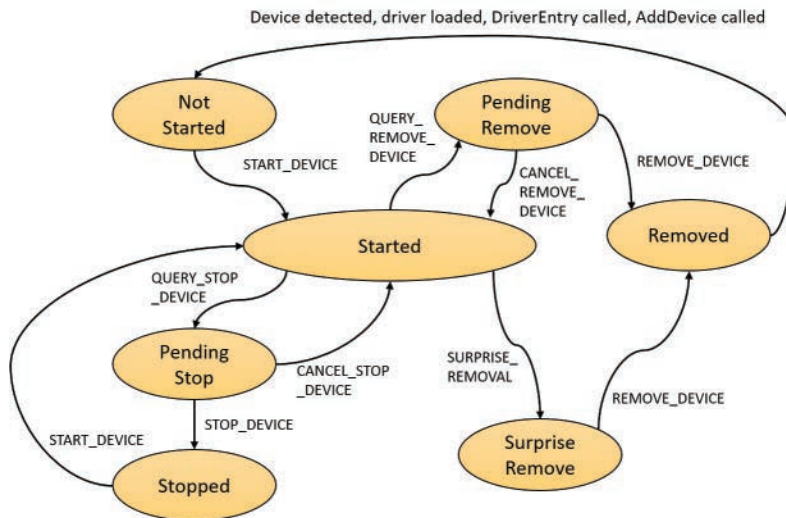 Device detected, driver loaded, DriverEntry called, AddDevice called
Not
Started
QUERY_
REMOVE_
DEVICE
Pending
Remove
START_DEVICE
CANCEL_
REMOVE_
DEVICE
REMOVE_DEVICE
Started
Removed
QUERY_STOP
_DEVICE
Pending
Stop
CANCEL_STOP
_DEVICE
SURPRISE_
REMOVAL
REMOVE_DEVICE
START_DEVICE
STOP_DEVICE
Surprise
Remove
Stopped